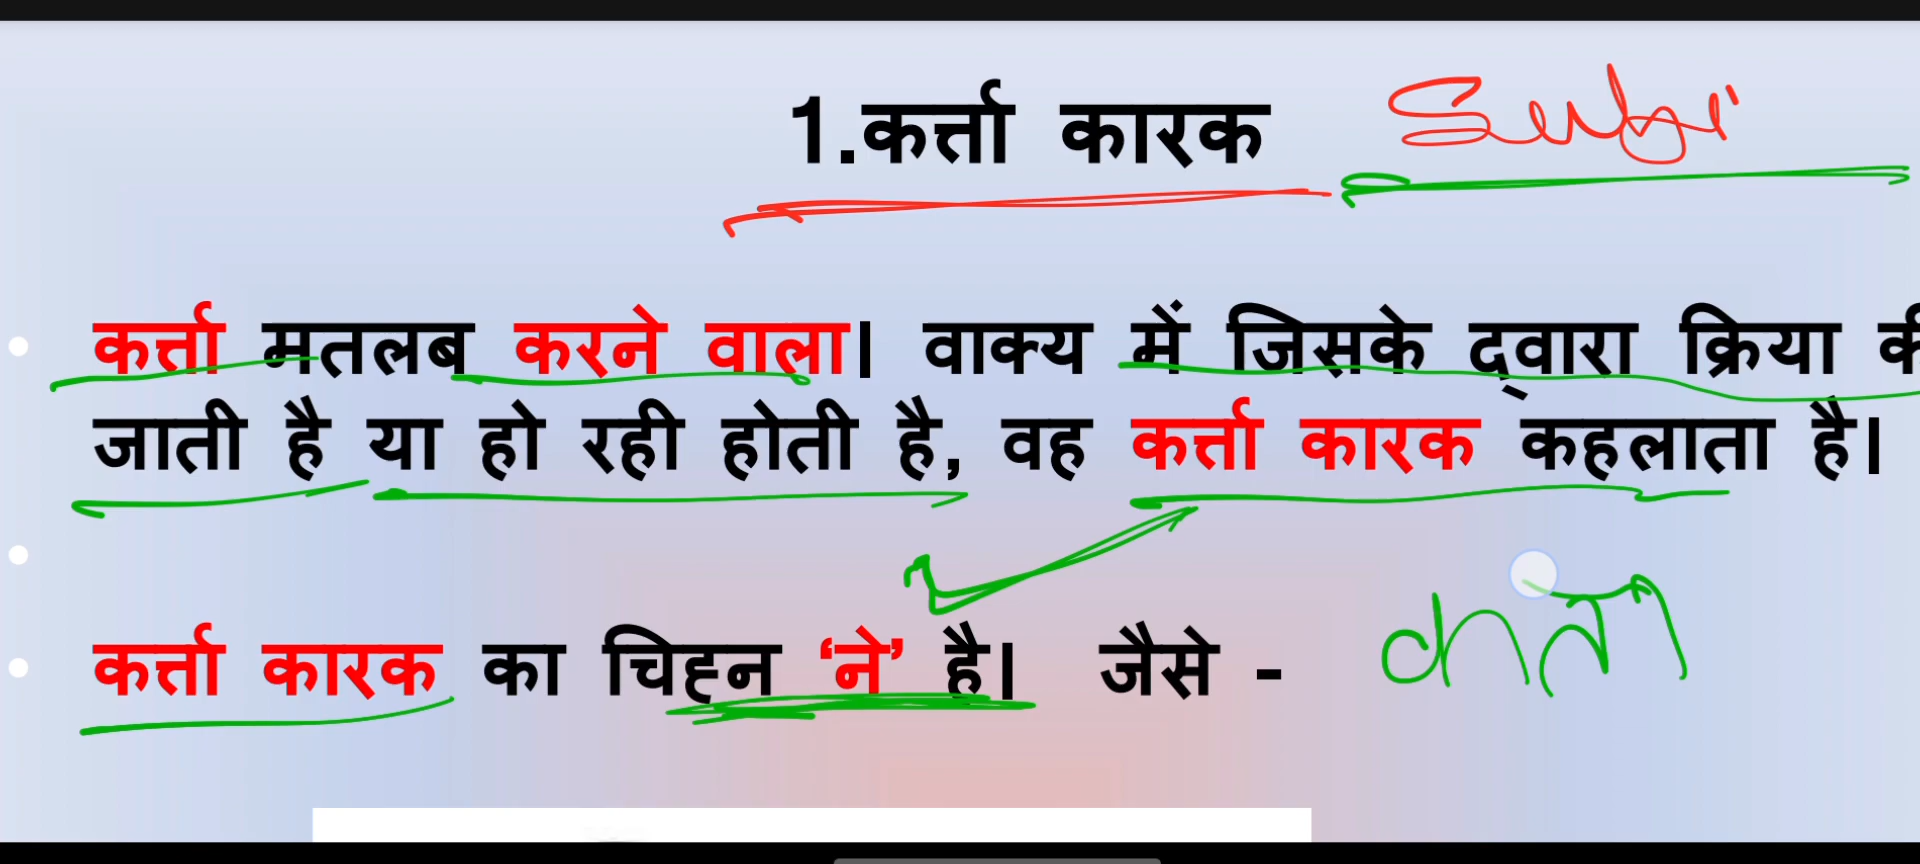 1.कर्त्ता कारक
कर्त्ता मतलब करने वाला। वाक्य में जिसके द्वारा क्रिया की
जाती है या हो रही होती है, वह कर्त्ता कारक कहलाता है।
कर्त्ता कारक का चिह्न ‘ने’ है। जैसे -